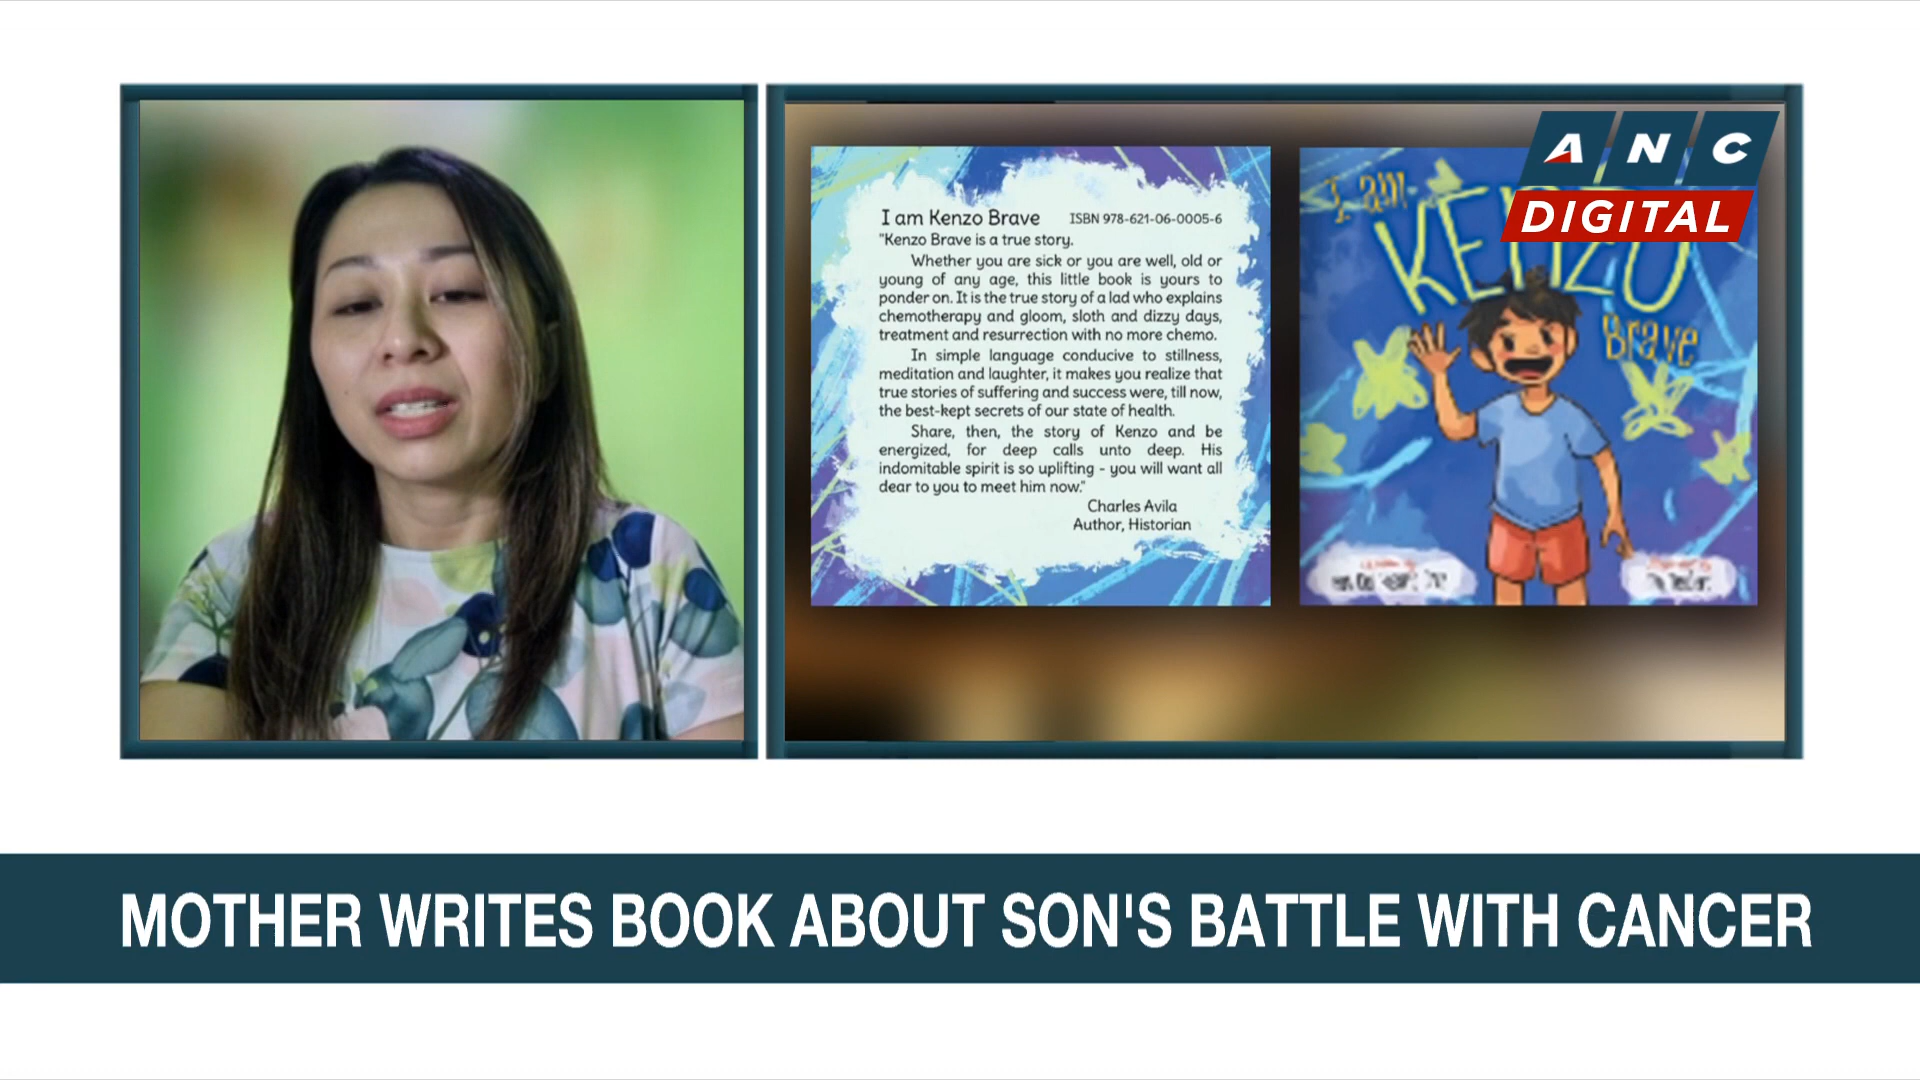 ANC
DIGITAL
I am Kenzo Brave ISBN 978-621-06-0005-6
"Kenzo Brave is a true story.
Whether you are sick or you are well, old or
young of any age, this little book is yours to
ponder on. It is the true story of a lad who explains
chemotherapy and gloom, sloth and dizzy days,
treatment and resurrection with no more chemo.
In simple language conducive to stillness,
meditation and laughter, it makes you realize that
true stories of suffering and success were, till now,
the best-kept secrets of our state of health.
Share, then, the story of Kenzo and be
energized, for deep calls unto deep. His
indomitable spirit is so uplifting - you will want all
dear to you to meet him now."
Charles Avila
Author, Historian
I am
KENZO
Brave
MOTHER WRITES BOOK ABOUT SON'S BATTLE WITH CANCER